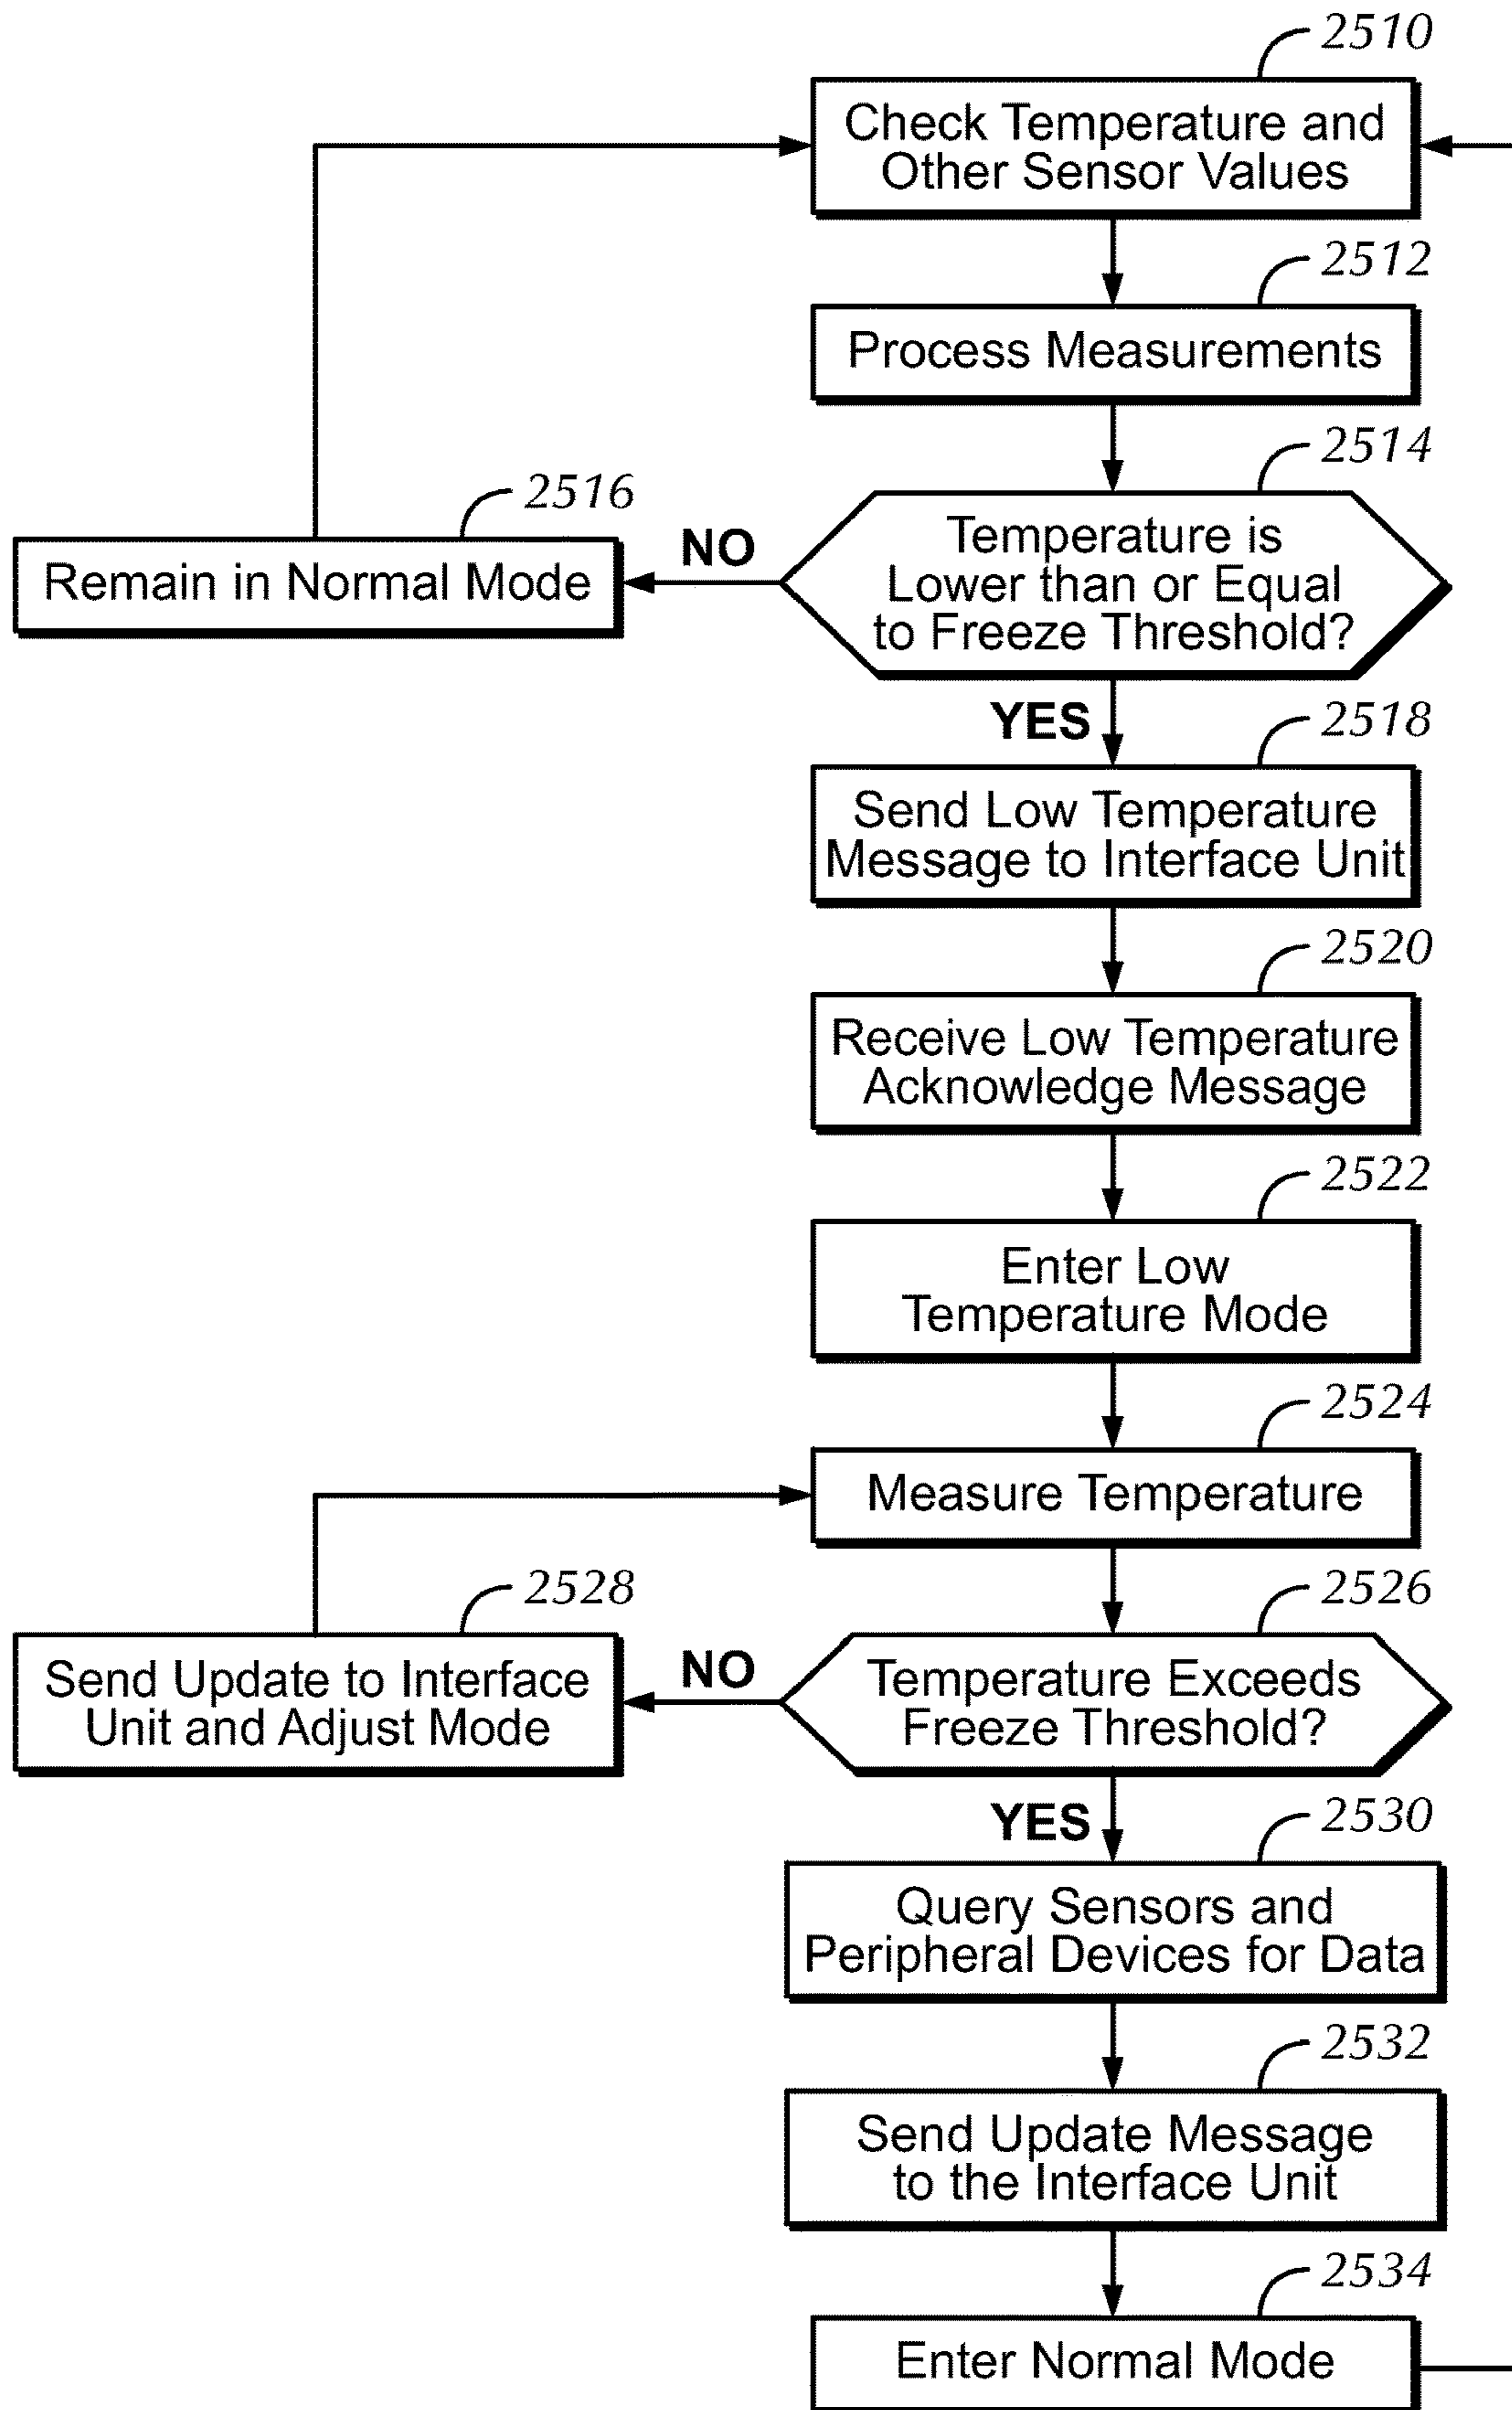 2510
Check Temperature and
Other Sensor Values
2512
Process Measurements
2514
Temperature is
Lower than or Equal
to Freeze Threshold?
NO
2516
Remain in Normal Mode
YES
2518
Send Low Temperature
Message to Interface Unit
2520
Receive Low Temperature
Acknowledge Message
2522
Enter Low
Temperature Mode
2524
Measure Temperature
2526
Temperature Exceeds
Freeze Threshold?
NO
2528
Send Update to Interface
Unit and Adjust Mode
YES
2530
Query Sensors and
Peripheral Devices for Data
2532
Send Update Message
to the Interface Unit
2534
Enter Normal Mode